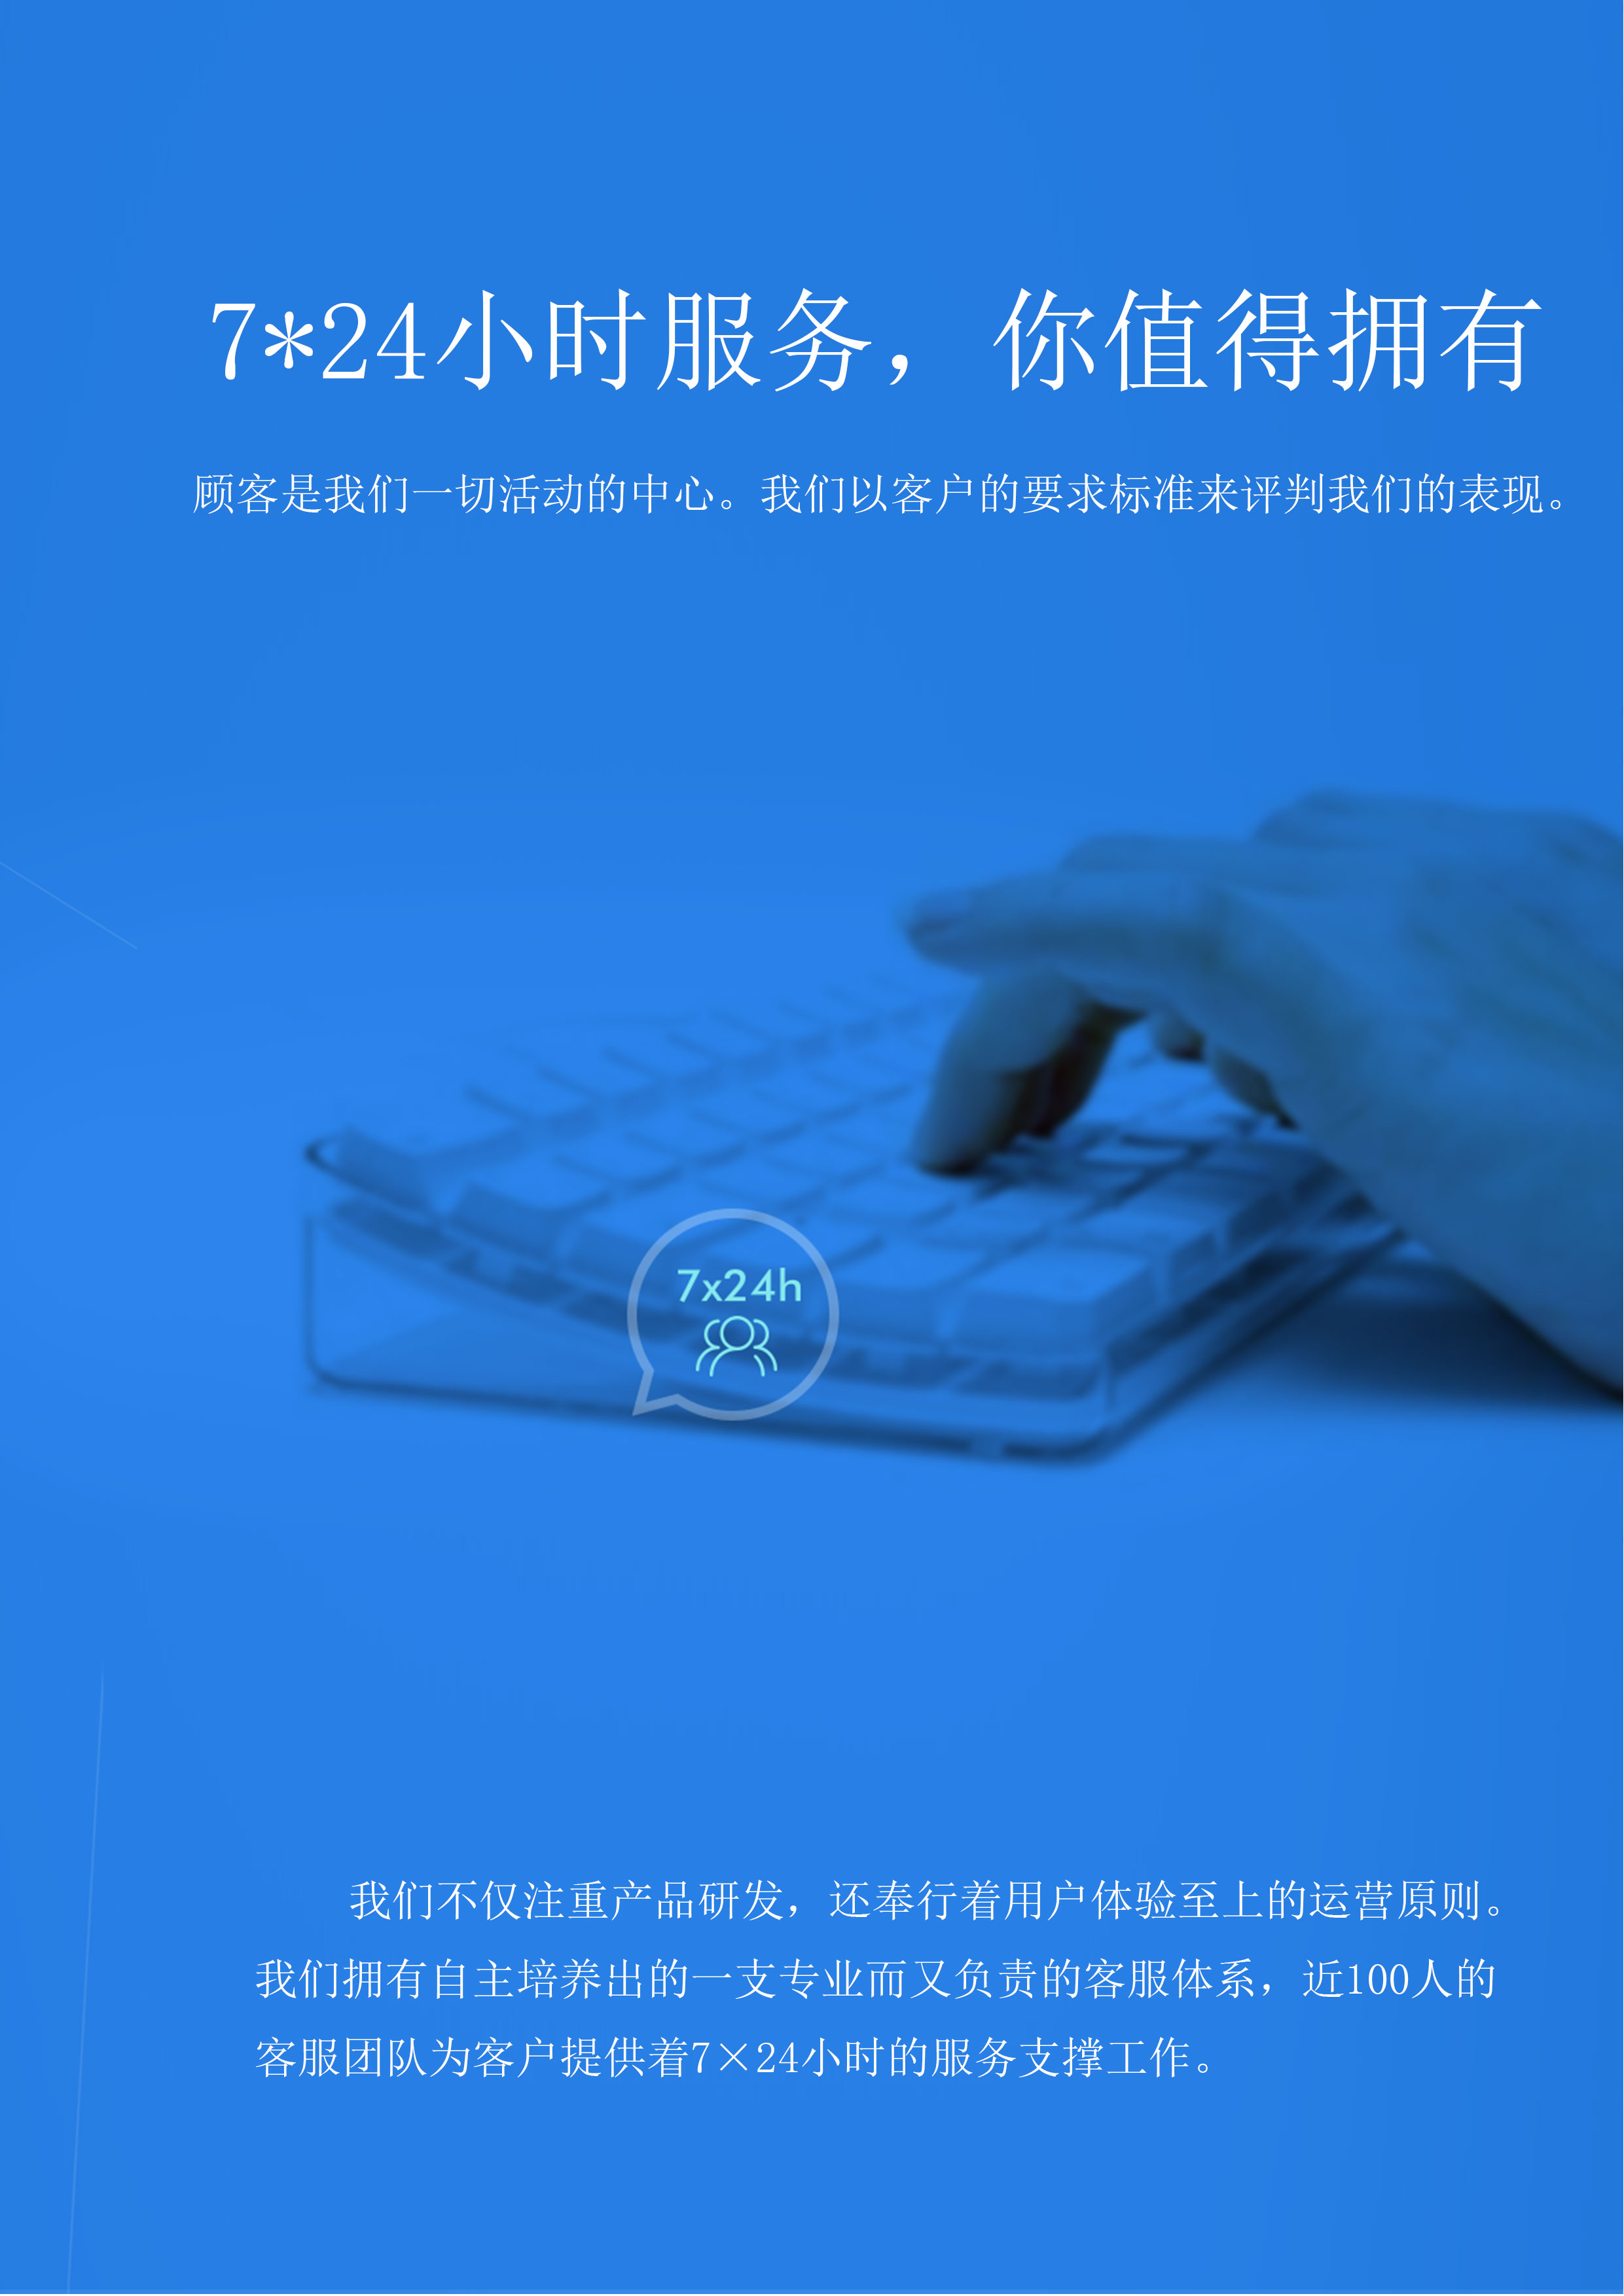 7*24小时服务，你值得拥有
顾客是我们一切活动的中心。我们以客户的要求标准来评判我们的表现。
7x24h
我们不仅注重产品研发，还奉行着用户体验至上的运营原则。
我们拥有自主培养出的一支专业而又负责的客服体系，近100人的
客服团队为客户提供着7×24小时的服务支撑工作。